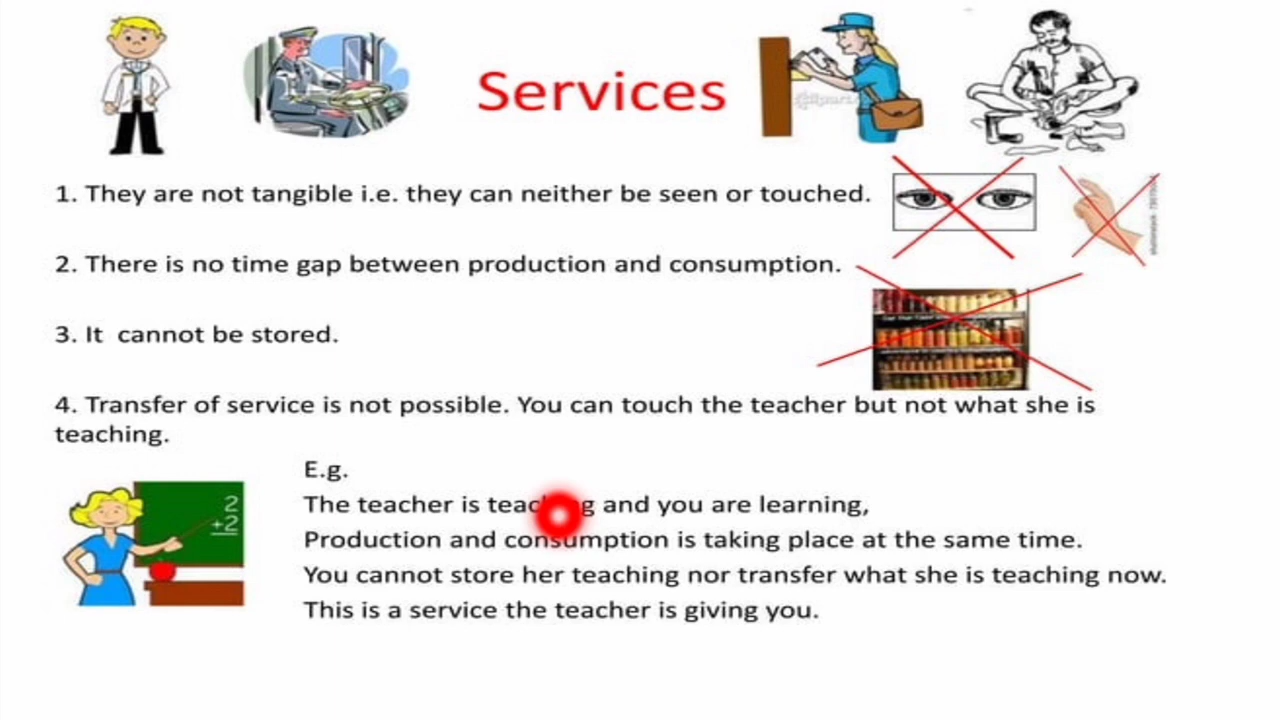 Services
1. They are not tangible i.e. they can neither be seen or touched.
2. There is no time gap between production and consumption.
3. It  cannot be stored.
4. Transfer of service is not possible. You can touch the teacher but not what she is
teaching.
2
+2
E.g.
The teacher is teaching and you are learning,
Production and consumption is taking place at the same time.
You cannot store her teaching nor transfer what she is teaching now.
This is a service the teacher is giving you.